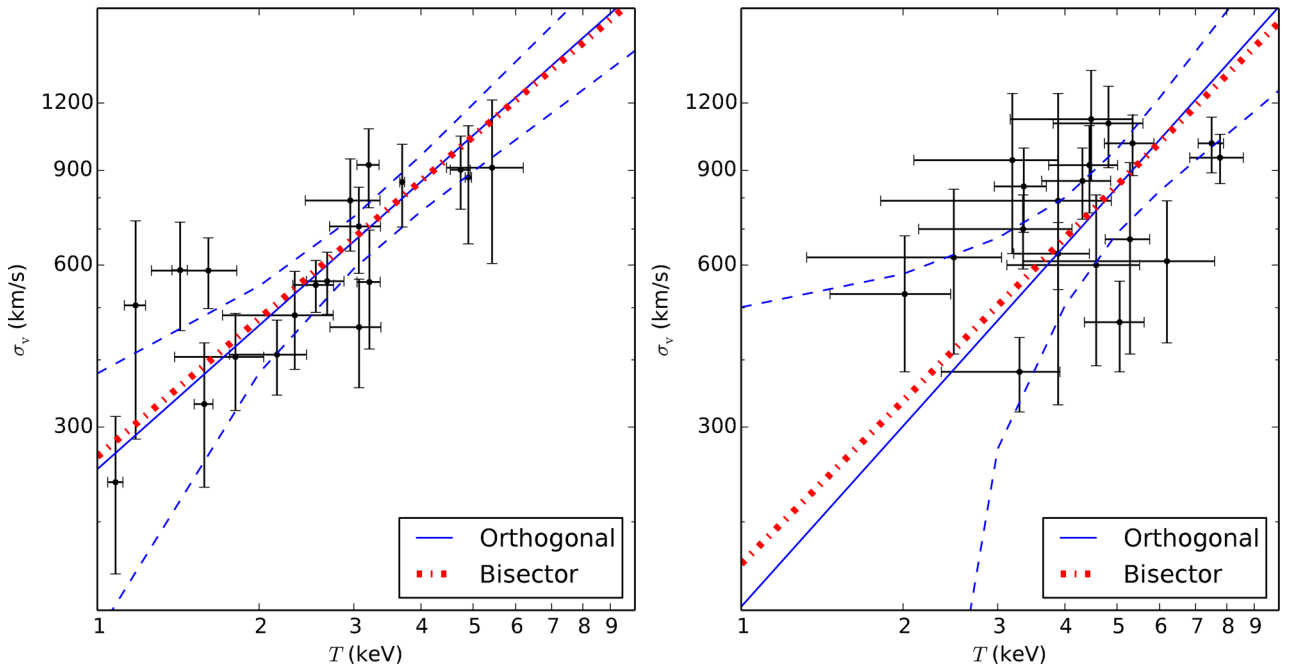 1200
900
600
300
σv (km/s)
1 2 3 4 5 6 7 8 9
T (keV)
Orthogonal
Bisector
1200
900
600
300
σv (km/s)
1 2 3 4 5 6 7 8 9
T (keV)
Orthogonal
Bisector